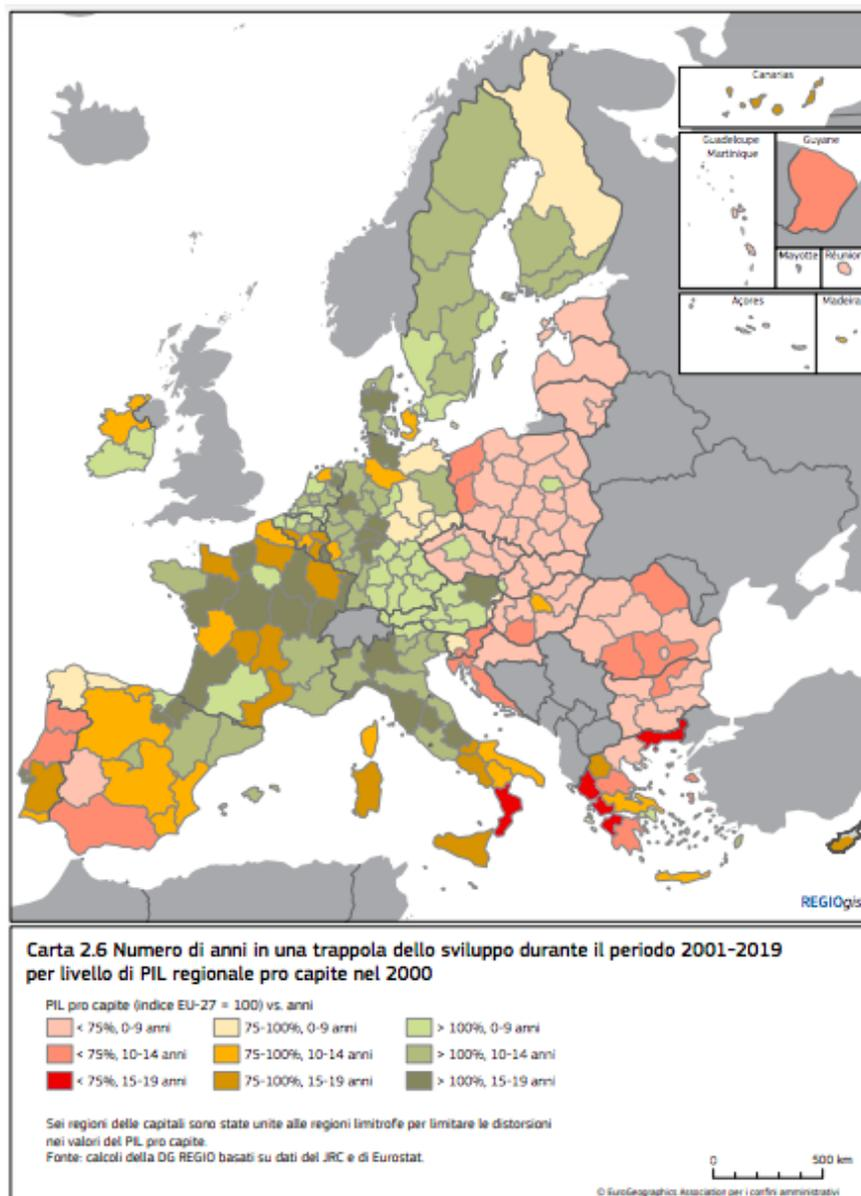 Canarias
Guadeloupe
Martinique
Guyane
Mayotte
Réunion
Açores
Madeira
REGIOgis
Carta 2.6 Numero di anni in una trappola dello sviluppo durante il periodo 2001-2019
per livello di PIL regionale pro capite nel 2000
PIL pro capite (indice EU-27 = 100) vs. anni
< 75%, 0-9 anni 75-100%, 0-9 anni > 100%, 0-9 anni
< 75%, 10-14 anni 75-100%, 10-14 anni > 100%, 10-14 anni
< 75%, 15-19 anni 75-100%, 15-19 anni > 100%, 15-19 anni
Sei regioni delle capitali sono state unite alle regioni limitrofe per limitare le distorsioni
nei valori del PIL pro capite.
Fonte: calcoli della DG REGIO basati su dati del JRC e di Eurostat.
0 500 km
© EuroGeographics Association per i confini amministrativi